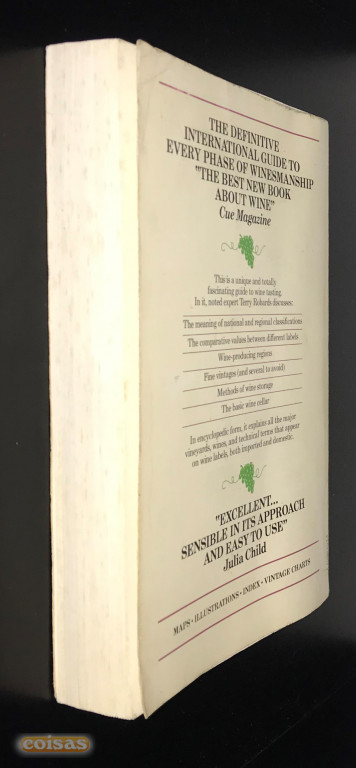 THE DEFINITIVE
INTERNATIONAL GUIDE TO
EVERY PHASE OF WINESMANSHIP
"THE BEST NEW BOOK
ABOUT WINE"
Cue Magazine
This is a unique and totally
fascinating guide to wine tasting.
In it, noted expert Terry Robards discusses:
The meaning of national and regional classifications
The comparative values between different labels
Wine-producing regions
Fine vintages (and several to avoid)
Methods of wine storage
The basic wine cellar
In encyclopedic form, it explains all the major
vineyards, wines, and technical terms that appear
on wine labels, both imported and domestic.
"EXCELLENT...
SENSIBLE IN ITS APPROACH
AND EASY TO USE"
Julia Child
MAPS • ILLUSTRATIONS • INDEX • VINTAGE CHARTS
coisas